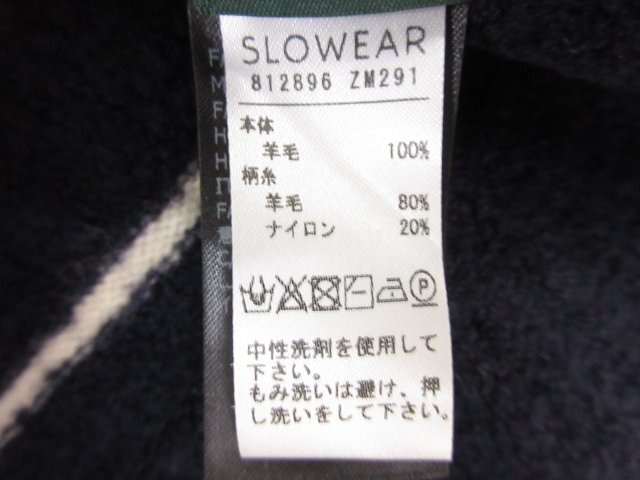 SLOWEAR
812896 ZM291
本体
羊毛 100%
柄糸
羊毛 80%
ナイロン 20%
P
中性洗剤を使用して
下さい。
もみ洗いは避け、押
し洗いをして下さい。